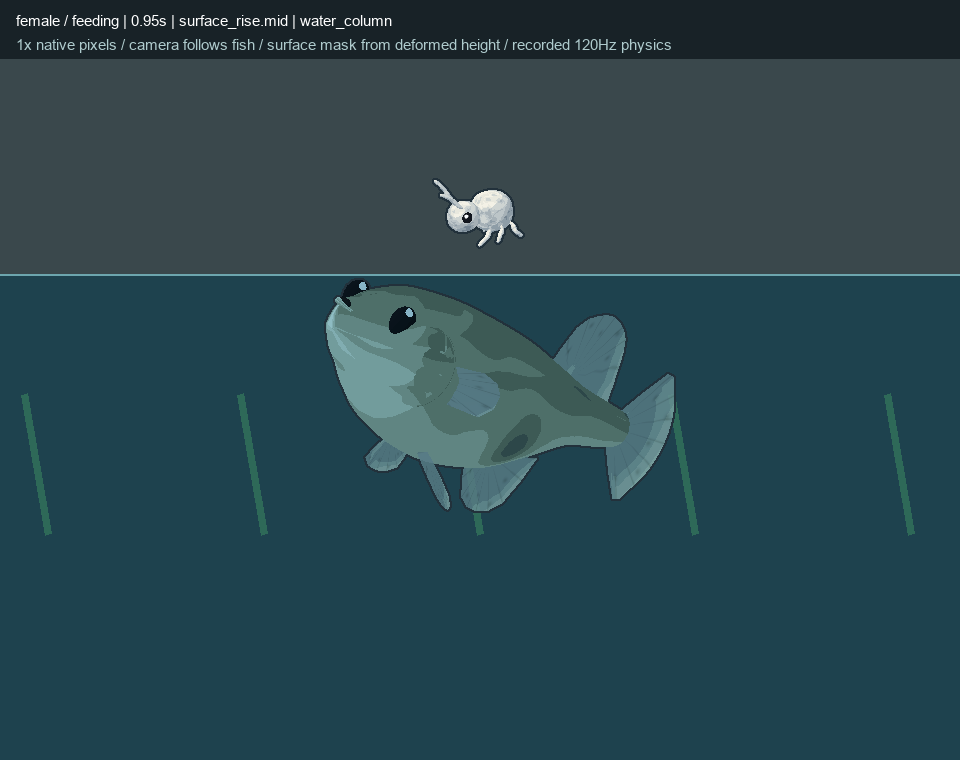 female / feeding | 0.95s | surface_rise.mid | water_column
1x native pixels / camera follows fish / surface mask from deformed height / recorded 120Hz physics